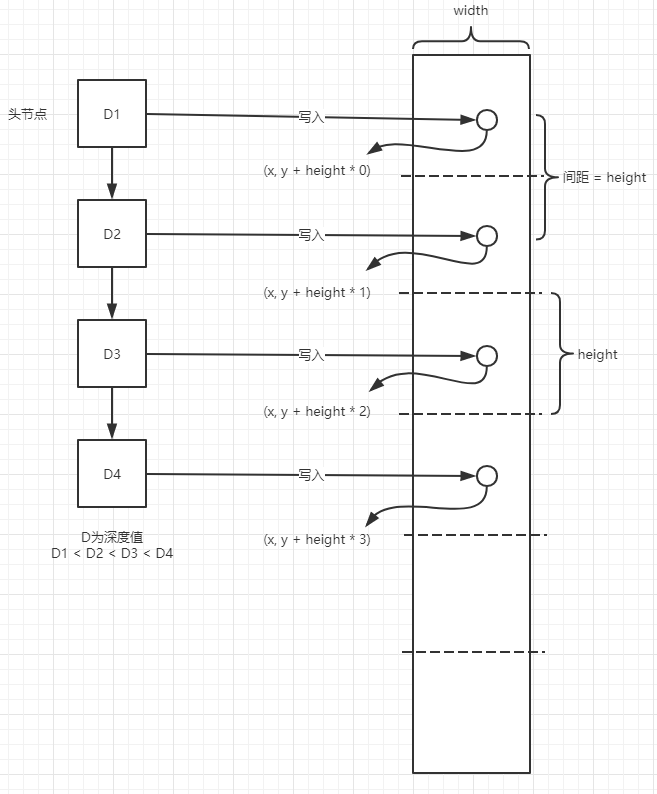 width
头节点
D1
写入
(x, y + height * 0)
间距 = height
D2
写入
(x, y + height * 1)
D3
写入
height
(x, y + height * 2)
D4
写入
(x, y + height * 3)
D为深度值
D1 < D2 < D3 < D4